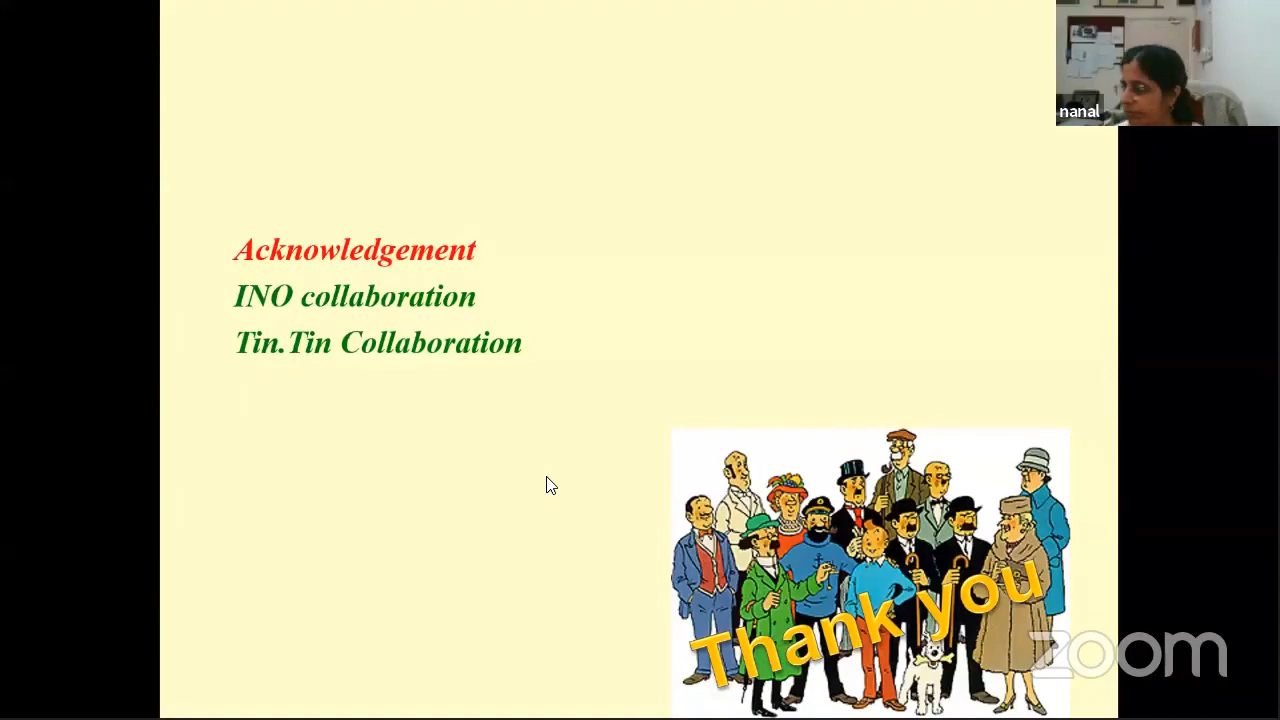 nanal
Acknowledgement
INO collaboration
Tin.Tin Collaboration
Thank you
zoom